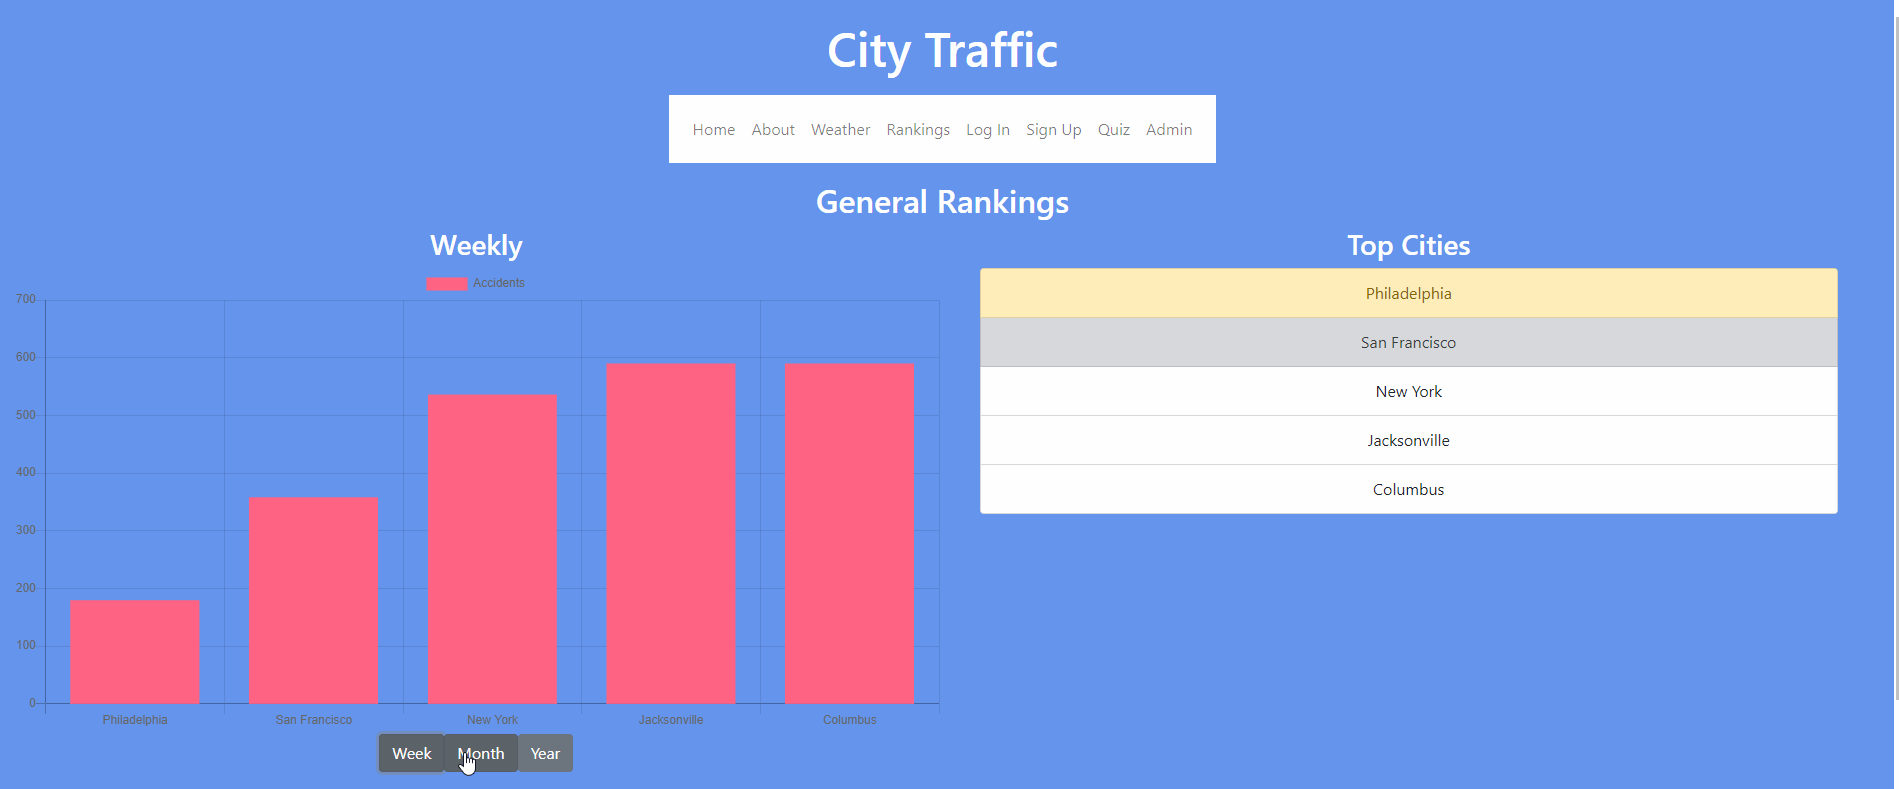 City Traffic
Home About Weather Rankings Log In Sign Up Quiz Admin
General Rankings
Weekly
Accidents
700
600
500
400
300
200
100
0
Philadelphia San Francisco New York Jacksonville Columbus
Week Month Year
Top Cities
Philadelphia
San Francisco
New York
Jacksonville
Columbus